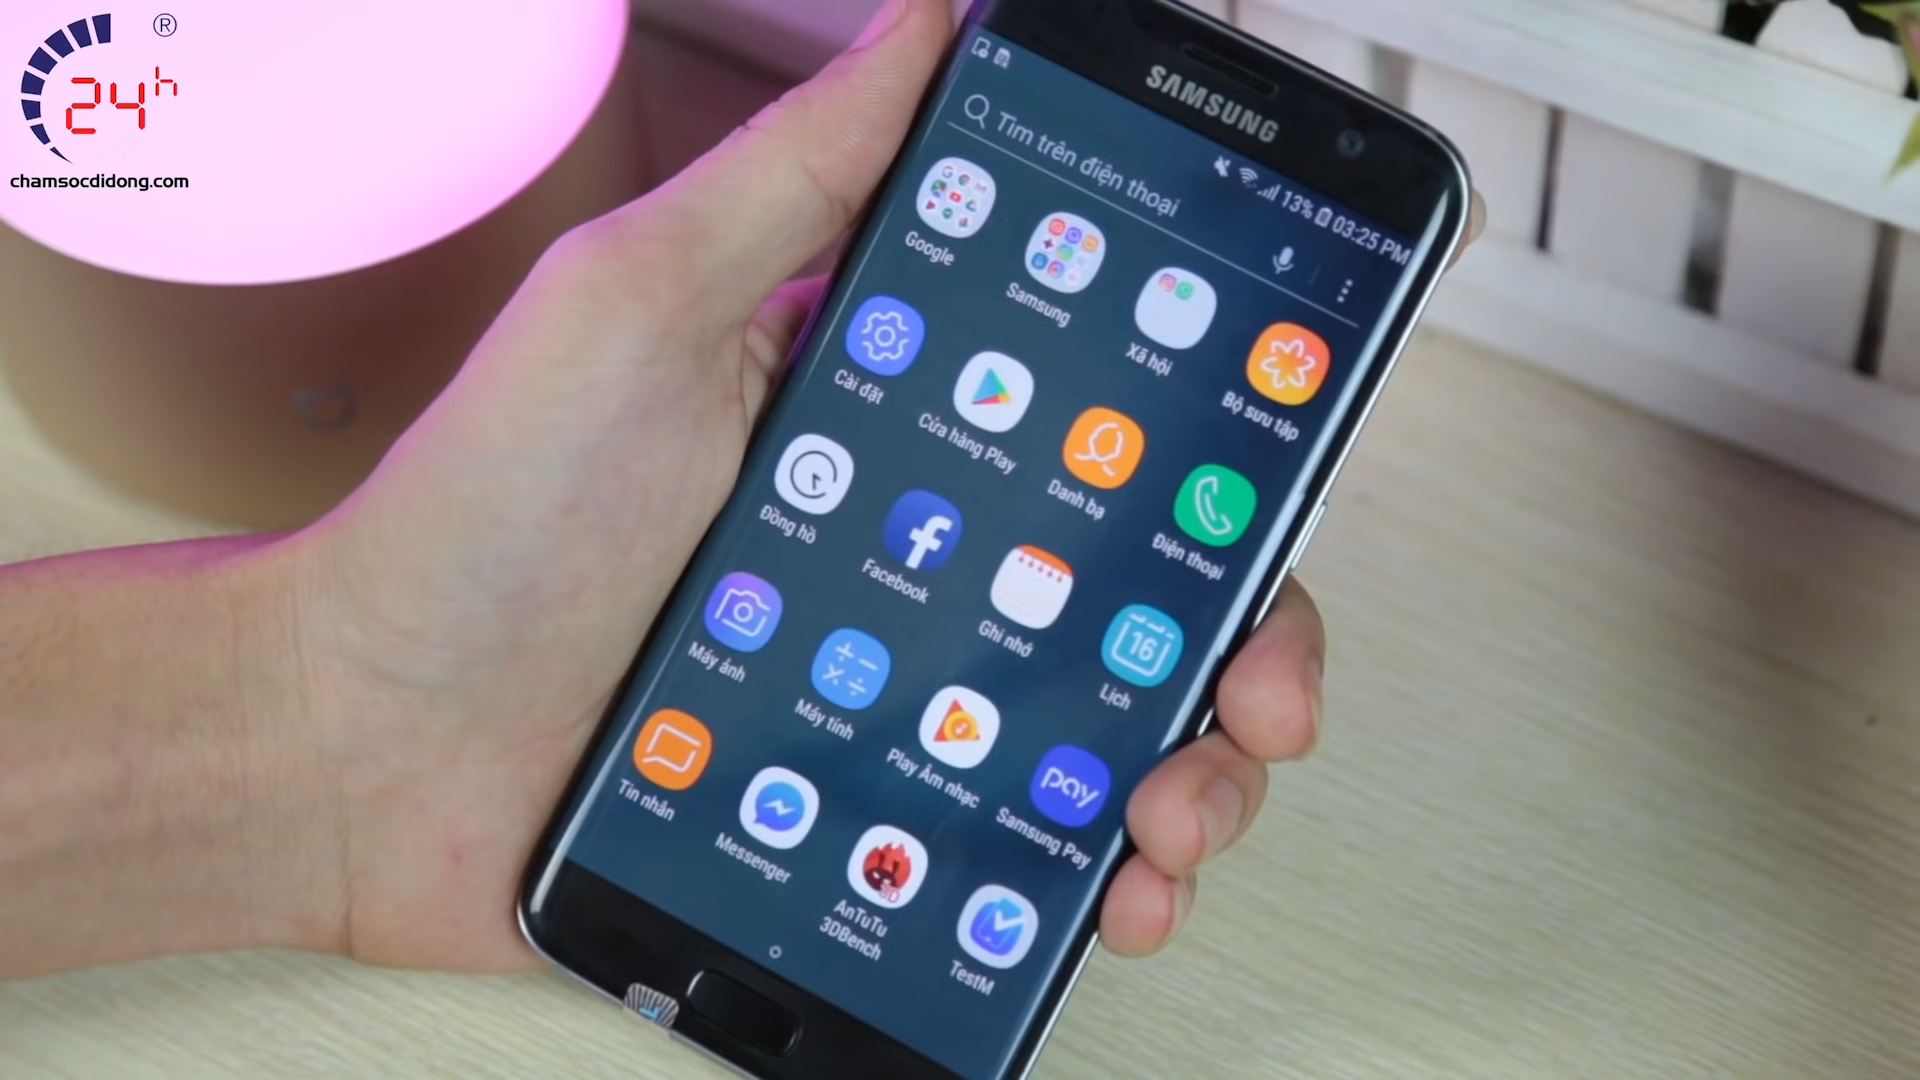 24h
®
chamsocdidong.com
SAMSUNG
13% 03:25 PM
Tìm trên điện thoại
Google
Samsung
Xã hội
Bộ sưu tập
Cài đặt
Cửa hàng Play
Danh bạ
Điện thoại
Đồng hồ
Facebook
Ghi nhớ
16
Lịch
Máy ảnh
Máy tính
Play Âm nhạc
pay
Samsung Pay
Tin nhắn
Messenger
3D
AnTuTu
3DBench
TestM